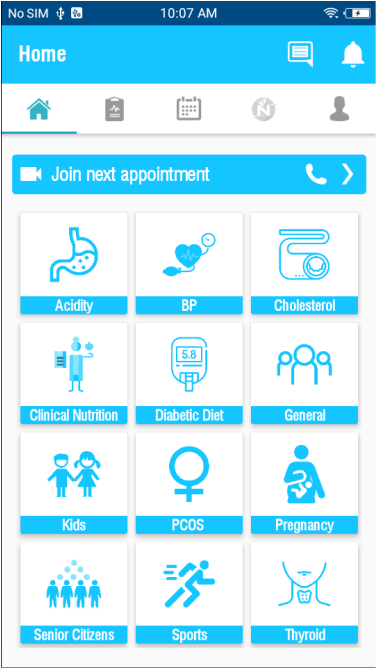 No SIM 10:07 AM
Home
N
Join next appointment
Acidity BP Cholesterol
5.8
Clinical Nutrition Diabetic Diet General
Kids PCOS Pregnancy
Senior Citizens Sports Thyroid